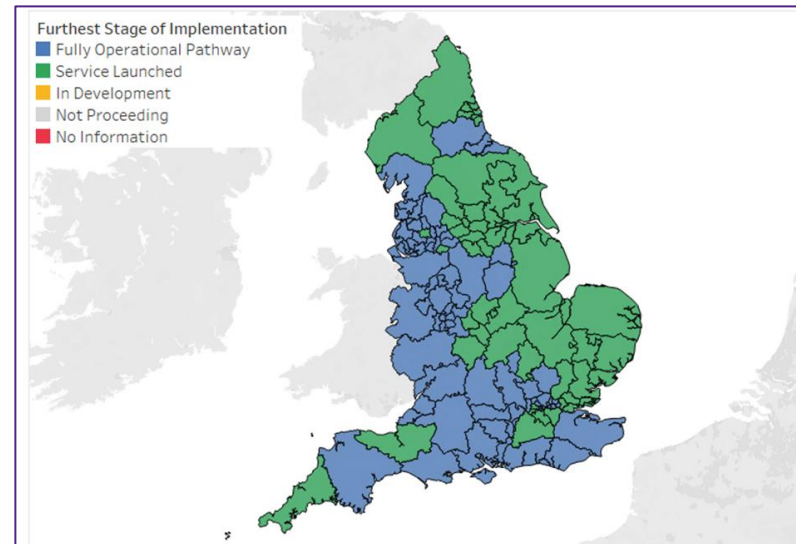 Furthest Stage of Implementation
Fully Operational Pathway
Service Launched
In Development
Not Proceeding
No Information